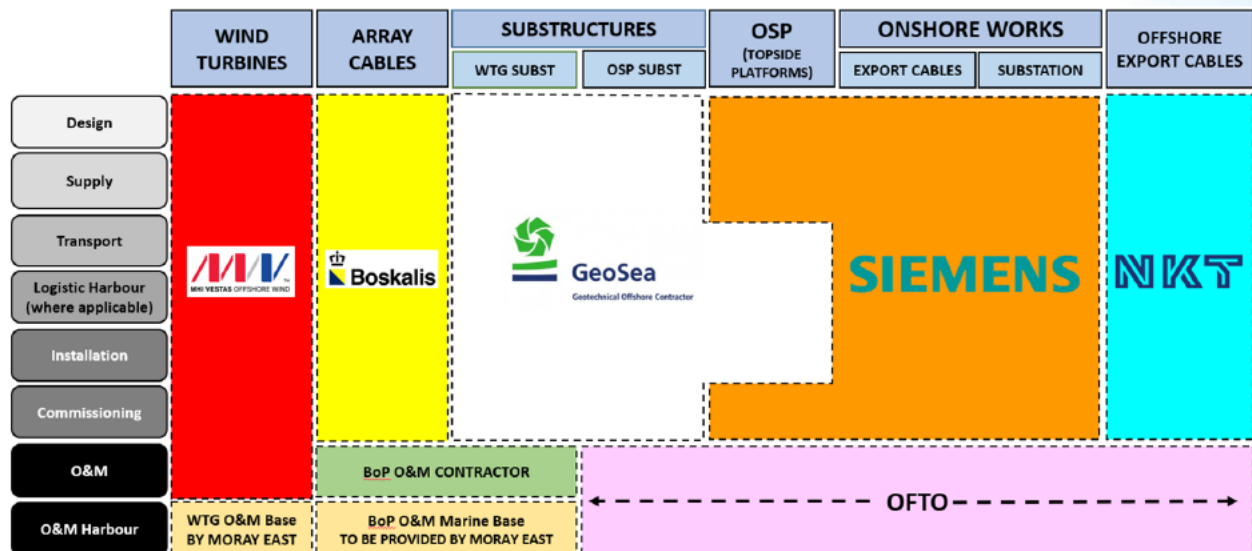 WIND
TURBINES
ARRAY
CABLES
SUBSTRUCTURES
WTG SUBST
OSP SUBST
OSP
(TOPSIDE
PLATFORMS)
ONSHORE WORKS
EXPORT CABLES
SUBSTATION
OFFSHORE
EXPORT CABLES
Design
Supply
Transport
Logistic Harbour
(where applicable)
Installation
Commissioning
O&M
O&M Harbour
MHI VESTAS OFFSHORE WIND
Boskalis
GeoSea
Geotechnical Offshore Contractor
SIEMENS
NKT
BoP O&M CONTRACTOR
OFTO
WTG O&M Base
BY MORAY EAST
BoP O&M Marine Base
TO BE PROVIDED BY MORAY EAST